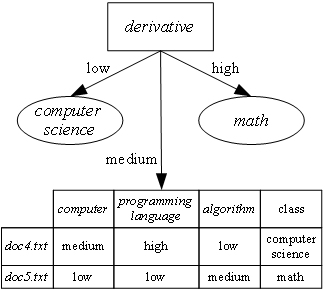 derivative
low
high
computer
science
math
medium
computer
programming
language
algorithm
class
doc4.txt
medium
high
low
computer
science
doc5.txt
low
low
medium
math